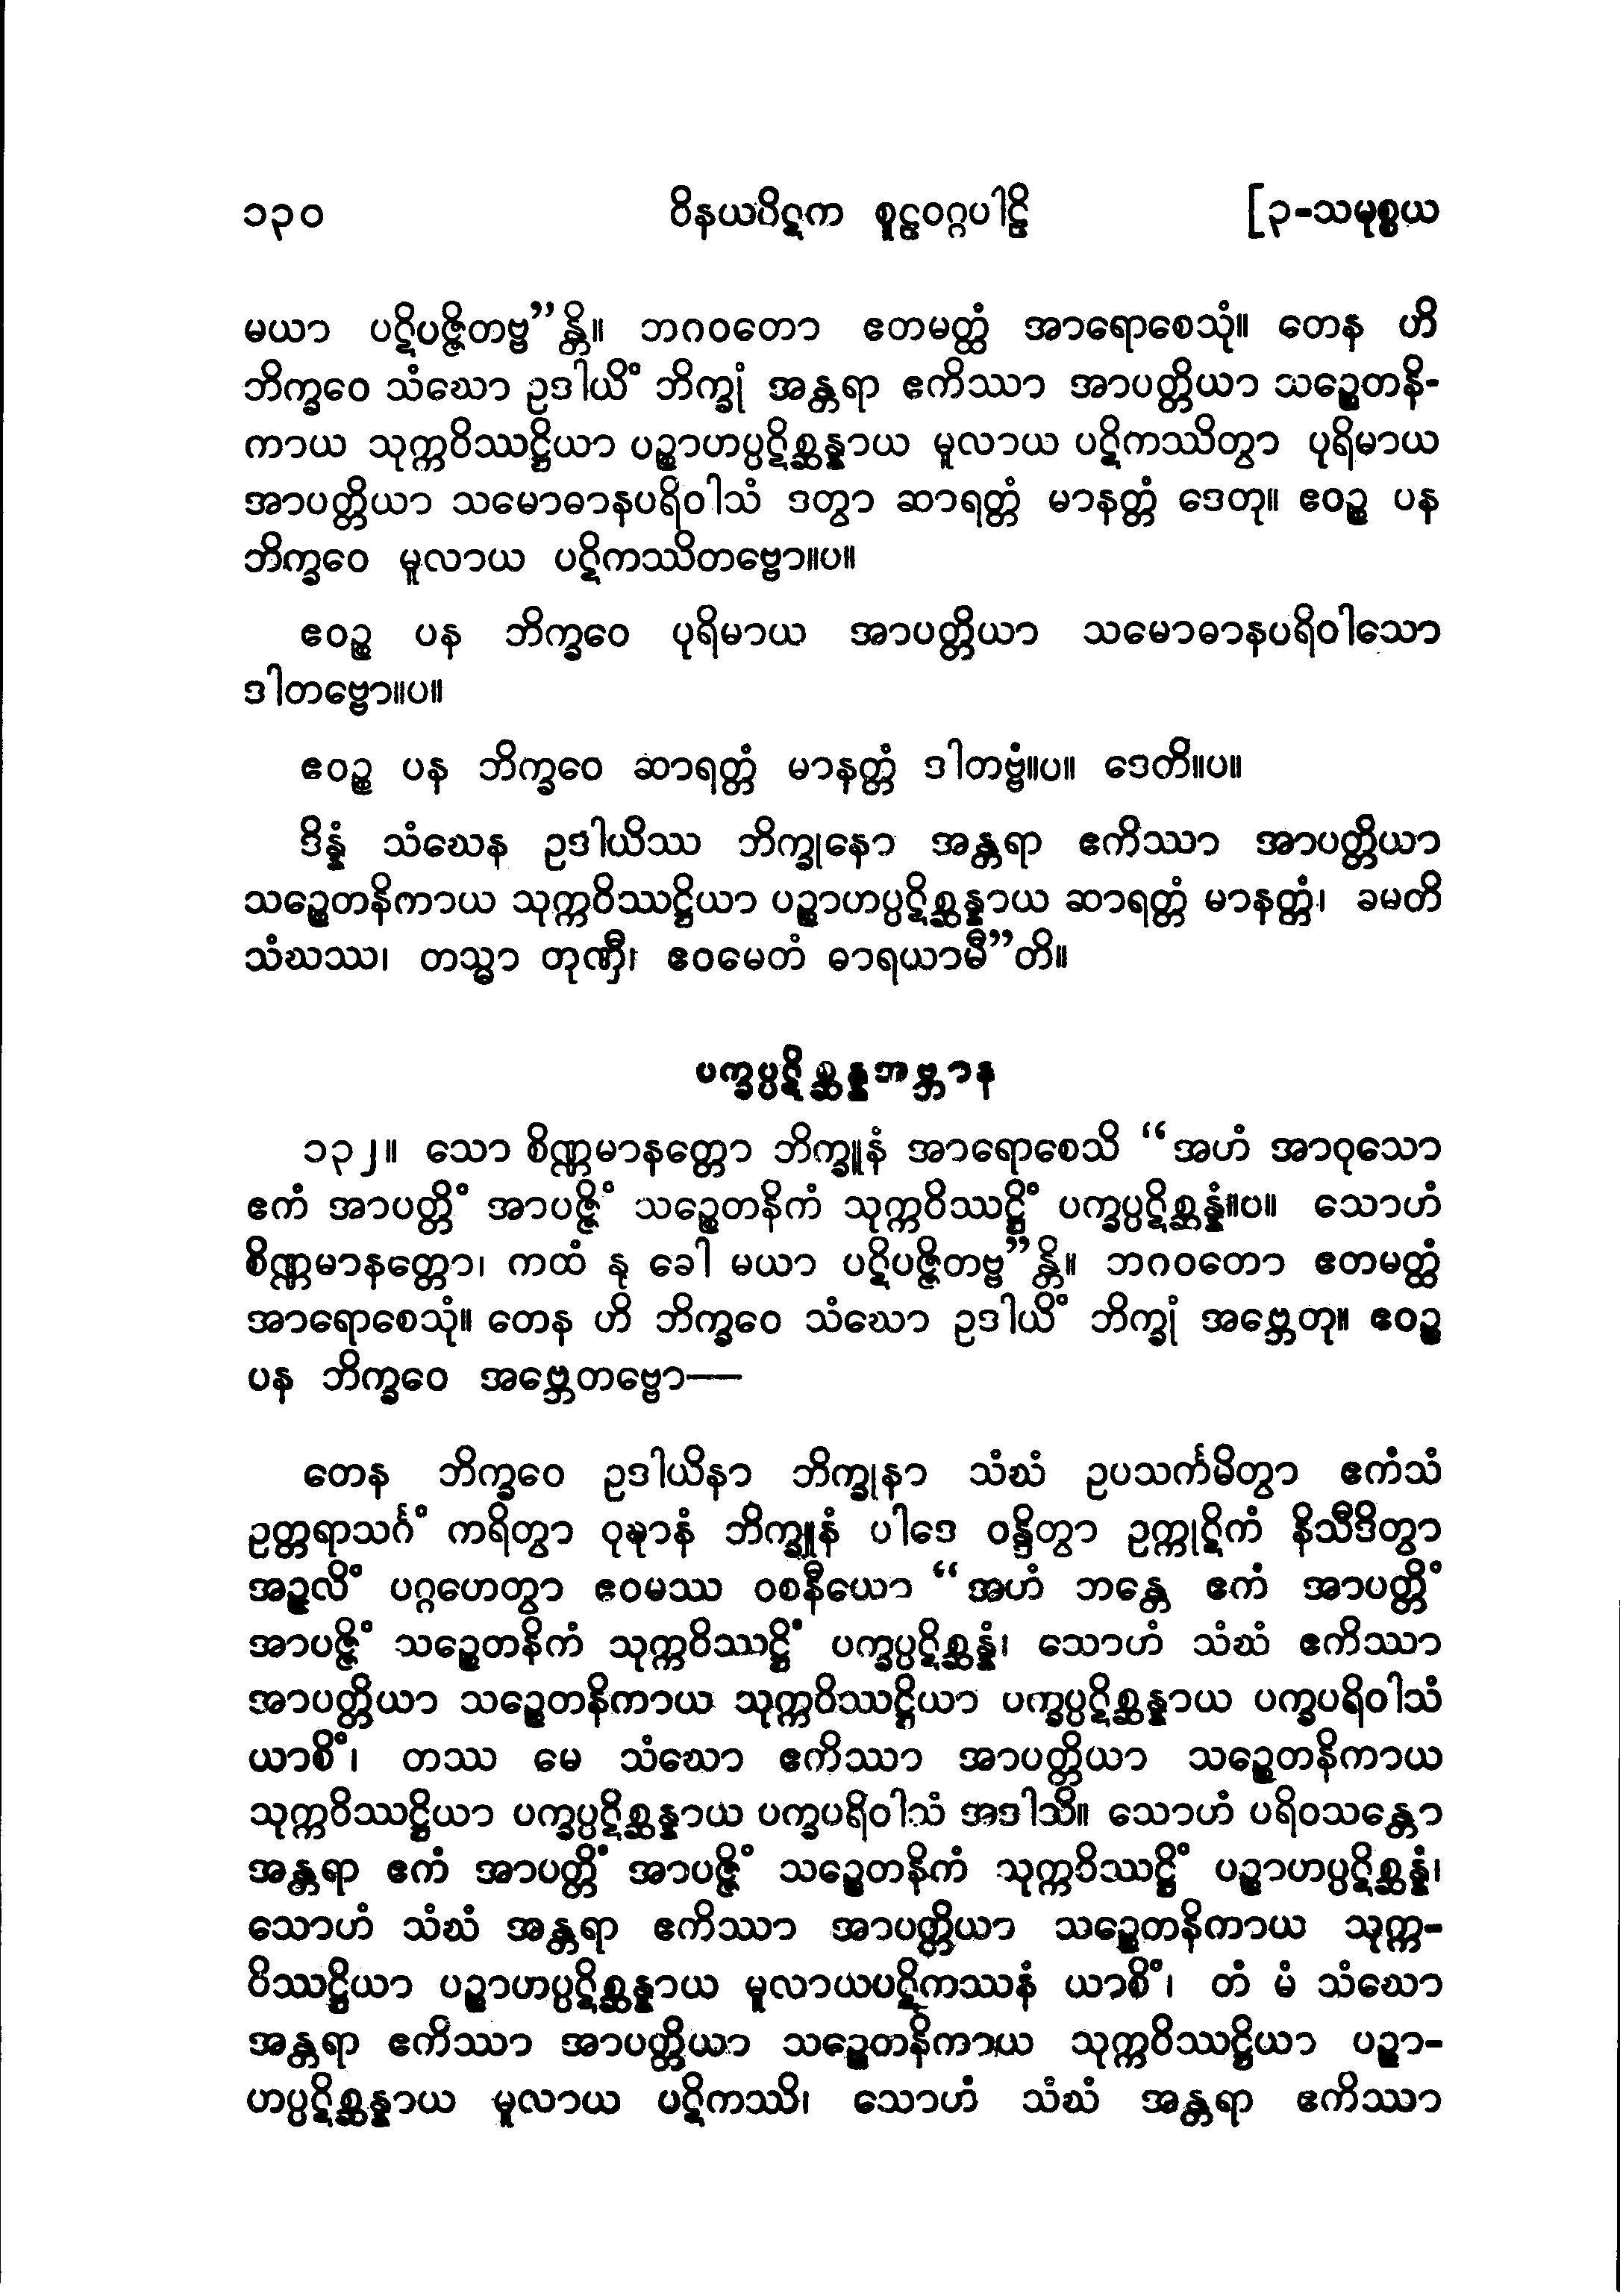 ၁၃၀ ဝိနယပိဋက စူဠဝဂ္ဂပါဠိ [၃-သမုစ္စယ
မယာ ပဋိပဇ္ဇိတဗ္ဗ”န္တိ။ ဘဂဝတော ဧတမတ္ထံ အာရောစေသုံ။ တေန ဟိ
ဘိက္ခဝေ သံဃော ဥဒါယိံ ဘိက္ခုံ အန္တရာ ဧကိဿာ အာပတ္တိယာ သဉ္စေတနိ-
ကာယ သုက္ကဝိဿဋ္ဌိယာ ပဉ္စာဟပ္ပဋိစ္ဆန္နာယ မူလာယ ပဋိကဿိတွာ ပုရိမာယ
အာပတ္တိယာ သမောဓာနပရိဝါသံ ဒတွာ ဆာရတ္တံ မာနတ္တံ ဒေတု။ ဧဝဉ္စ ပန
ဘိက္ခဝေ မူလာယ ပဋိကဿိတဗ္ဗော။ပ။
ဧဝဉ္စ ပန ဘိက္ခဝေ ပုရိမာယ အာပတ္တိယာ သမောဓာနပရိဝါသော
ဒါတဗ္ဗော။ပ။
ဧဝဉ္စ ပန ဘိက္ခဝေ ဆာရတ္တံ မာနတ္တံ ဒါတဗ္ဗံ။ပ။ ဒေတိ။ပ။
ဒိန္နံ သံဃေန ဥဒါယိဿ ဘိက္ခုနော အန္တရာ ဧကိဿာ အာပတ္တိယာ
သဉ္စေတနိကာယ သုက္ကဝိဿဋ္ဌိယာ ပဉ္စာဟပ္ပဋိစ္ဆန္နာယ ဆာရတ္တံ မာနတ္တံ၊ ခမတိ
သံဃဿ၊ တသ္မာ တုဏှီ၊ ဧဝမေတံ ဓာရယာမီ”တိ။
ပက္ခပ္ပဋိစ္ဆန္နအဗ္ဘာန
၁၃၂။ သော စိဏ္ဏမာနတ္တော ဘိက္ခူနံ အာရောစေသိ “အဟံ အာဝုသော
ဧကံ အာပတ္တိံ အာပဇ္ဇိံ သဉ္စေတနိကံ သုက္ကဝိဿဋ္ဌိံ ပက္ခပ္ပဋိစ္ဆန္နံ။ပ။ သောဟံ
စိဏ္ဏမာနတ္တော၊ ကထံ နု ခေါ မယာ ပဋိပဇ္ဇိတဗ္ဗ”န္တိ။ ဘဂဝတော ဧတမတ္ထံ
အာရောစေသုံ။ တေန ဟိ ဘိက္ခဝေ သံဃော ဥဒါယိံ ဘိက္ခုံ အဗ္ဘေတု။ ဧဝဉ္စ
ပန ဘိက္ခဝေ အဗ္ဘေတဗ္ဗော—
တေန ဘိက္ခဝေ ဥဒါယိနာ ဘိက္ခုနာ သံဃံ ဥပသင်္ကမိတွာ ဧကံသံ
ဥတ္တရာသင်္ဂံ ကရိတွာ ဝုဍ္ဎာနံ ဘိက္ခူနံ ပါဒေ ဝန္ဒိတွာ ဥက္ကုဋိကံ နိသီဒိတွာ
အဉ္ဇလိံ ပဂ္ဂဟေတွာ ဧဝမဿ ဝစနီယော “အဟံ ဘန္တေ ဧကံ အာပတ္တိံ
အာပဇ္ဇိံ သဉ္စေတနိကံ သုက္ကဝိဿဋ္ဌိံ ပက္ခပ္ပဋိစ္ဆန္နံ၊ သောဟံ သံဃံ ဧကိဿာ
အာပတ္တိယာ သဉ္စေတနိကာယ သုက္ကဝိဿဋ္ဌိယာ ပက္ခပ္ပဋိစ္ဆန္နာယ ပက္ခပရိဝါသံ
ယာစိံ၊ တဿ မေ သံဃော ဧကိဿာ အာပတ္တိယာ သဉ္စေတနိကာယ
သုက္ကဝိဿဋ္ဌိယာ ပက္ခပ္ပဋိစ္ဆန္နာယ ပက္ခပရိဝါသံ အဒါသိ။ သောဟံ ပရိဝသန္တော
အန္တရာ ဧကံ အာပတ္တိံ အာပဇ္ဇိံ သဉ္စေတနိကံ သုက္ကဝိဿဋ္ဌိံ ပဉ္စာဟပ္ပဋိစ္ဆန္နံ၊
သောဟံ သံဃံ အန္တရာ ဧကိဿာ အာပတ္တိယာ သဉ္စေတနိကာယ သုက္က-
ဝိဿဋ္ဌိယာ ပဉ္စာဟပ္ပဋိစ္ဆန္နာယ မူလာယပဋိကဿနံ ယာစိံ၊ တံ မံ သံဃော
အန္တရာ ဧကိဿာ အာပတ္တိယာ သဉ္စေတနိကာယ သုက္ကဝိဿဋ္ဌိယာ ပဉ္စာ-
ဟပ္ပဋိစ္ဆန္နာယ မူလာယ ပဋိကဿိ၊ သောဟံ သံဃံ အန္တရာ ဧကိဿာ